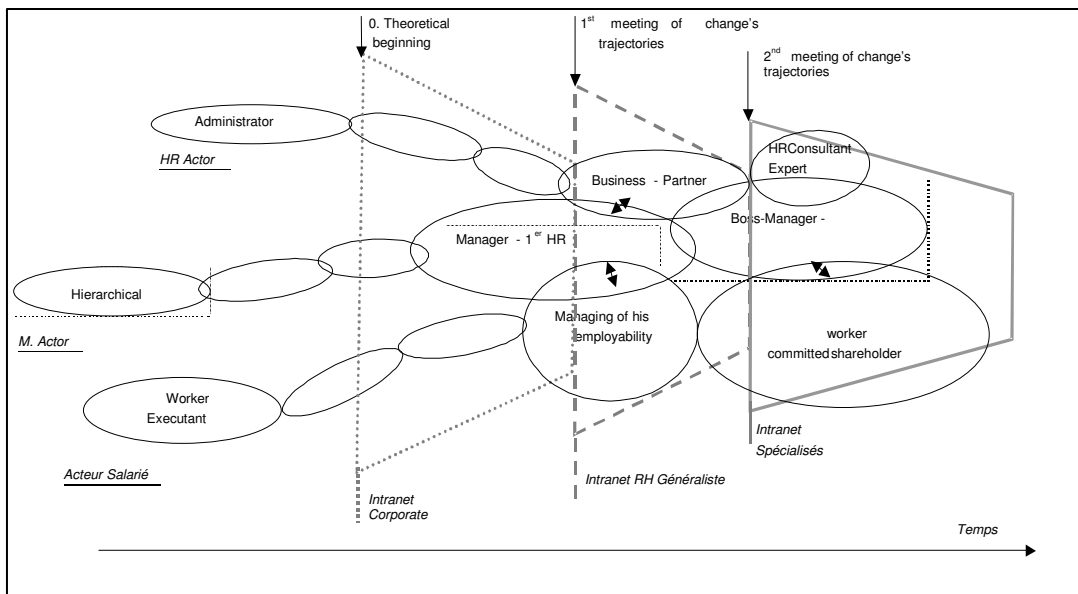 0. Theoretical
beginning
1st meeting of change's
trajectories
2nd meeting of change's
trajectories
Administrator
HR Actor
HRConsultant
Expert
Business - Partner
Boss-Manager -
Manager - 1er HR
Hierarchical
M. Actor
Managing of his
employability
worker
committedshareholder
Worker
Executant
Acteur Salarié
Intranet
Spécialisés
Intranet RH Généraliste
Intranet
Corporate
Temps